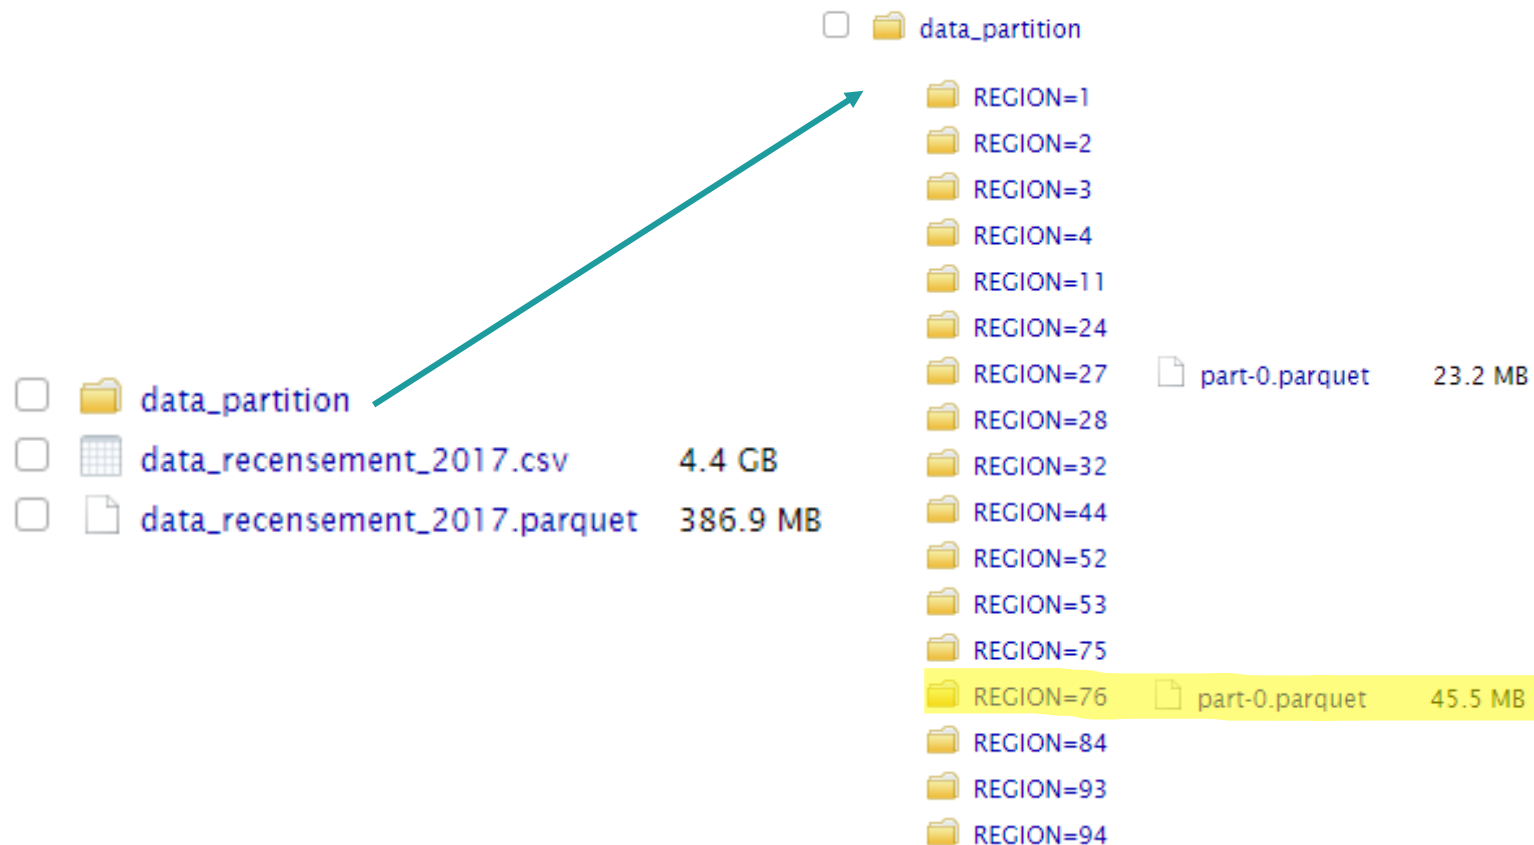 data_partition
REGION=1
REGION=2
REGION=3
REGION=4
REGION=11
REGION=24
REGION=27 part-0.parquet 23.2 MB
REGION=28
REGION=32
REGION=44
REGION=52
REGION=53
REGION=75
REGION=76 part-0.parquet 45.5 MB
REGION=84
REGION=93
REGION=94
data_partition
data_recensement_2017.csv 4.4 GB
data_recensement_2017.parquet 386.9 MB